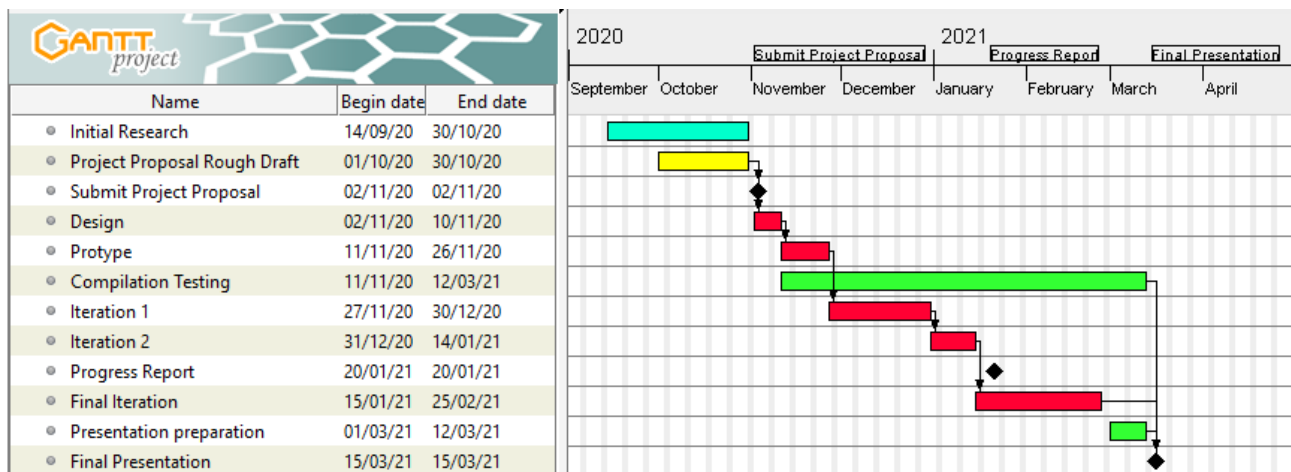 GANTT
project
2020 2021
Submit Project Proposal Progress Report Final Presentation
September October November December January February March April
Name Begin date End date
Initial Research 14/09/20 30/10/20
Project Proposal Rough Draft 01/10/20 30/10/20
Submit Project Proposal 02/11/20 02/11/20
Design 02/11/20 10/11/20
Protype 11/11/20 26/11/20
Compilation Testing 11/11/20 12/03/21
Iteration 1 27/11/20 30/12/20
Iteration 2 31/12/20 14/01/21
Progress Report 20/01/21 20/01/21
Final Iteration 15/01/21 25/02/21
Presentation preparation 01/03/21 12/03/21
Final Presentation 15/03/21 15/03/21